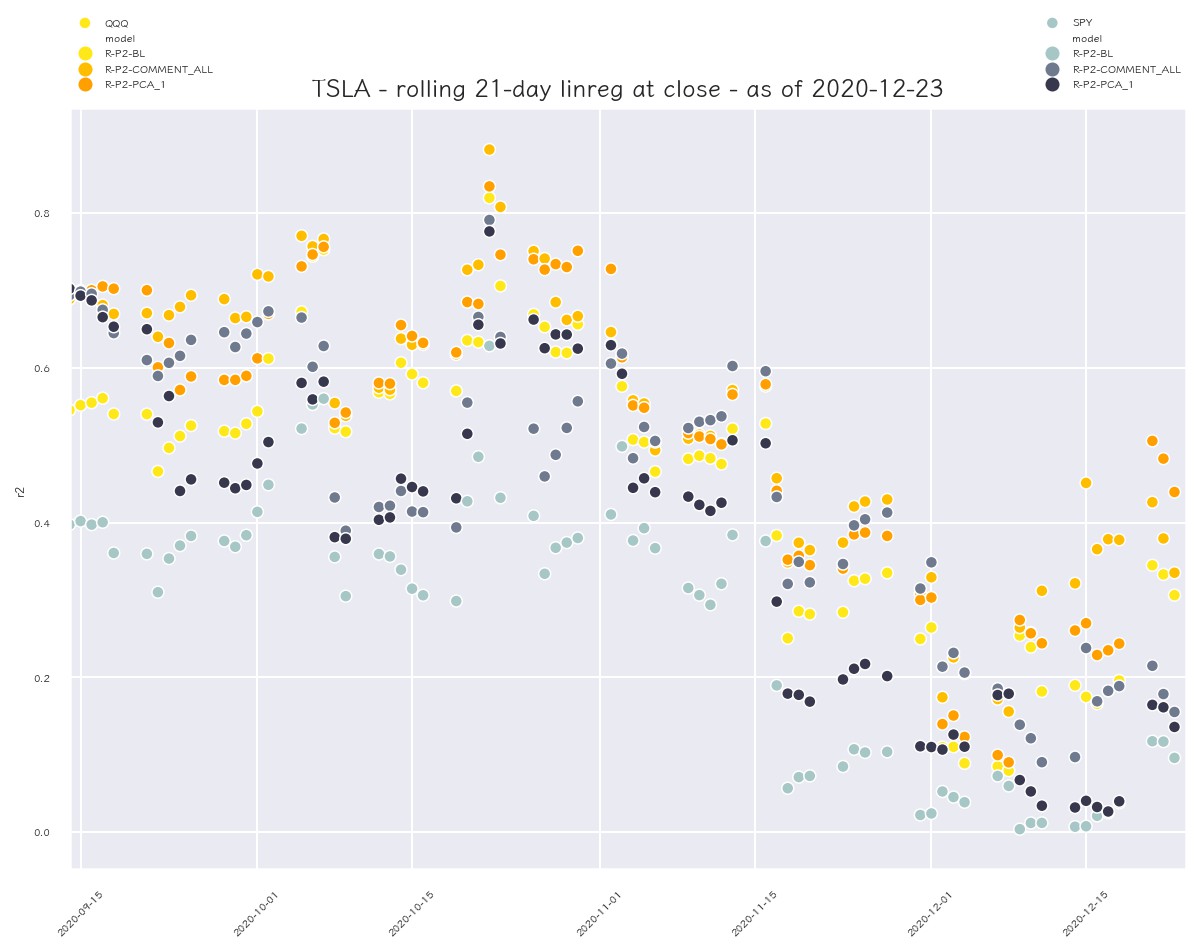 QQQ
model
R-P2-BL
R-P2-COMMENT_ALL
R-P2-PCA_1
SPY
model
R-P2-BL
R-P2-COMMENT_ALL
R-P2-PCA_1
TSLA - rolling 21-day linreg at close - as of 2020-12-23
r2
0.8
0.6
0.4
0.2
0.0
2020-09-15
2020-10-01
2020-10-15
2020-11-01
2020-11-15
2020-12-01
2020-12-15